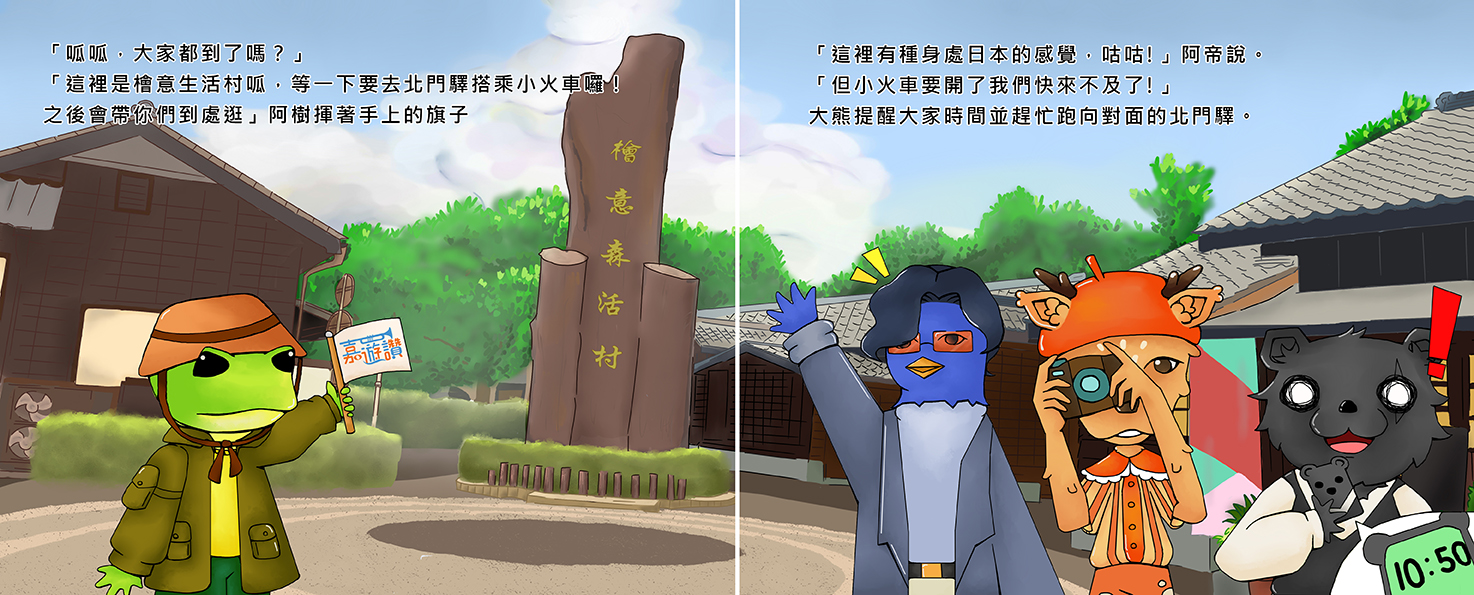 「呱呱，大家都到了嗎？」
「這裡是檜意生活村呱，等一下要去北門驛搭乘小火車囉！
之後會帶你們到處逛」阿樹揮著手上的旗子
檜意森活村
嘉遊讚
「這裡有種身處日本的感覺，咕咕!」阿帝說。
「但小火車要開了我們快來不及了!」
大熊提醒大家時間並趕忙跑向對面的北門驛。
!
10:50